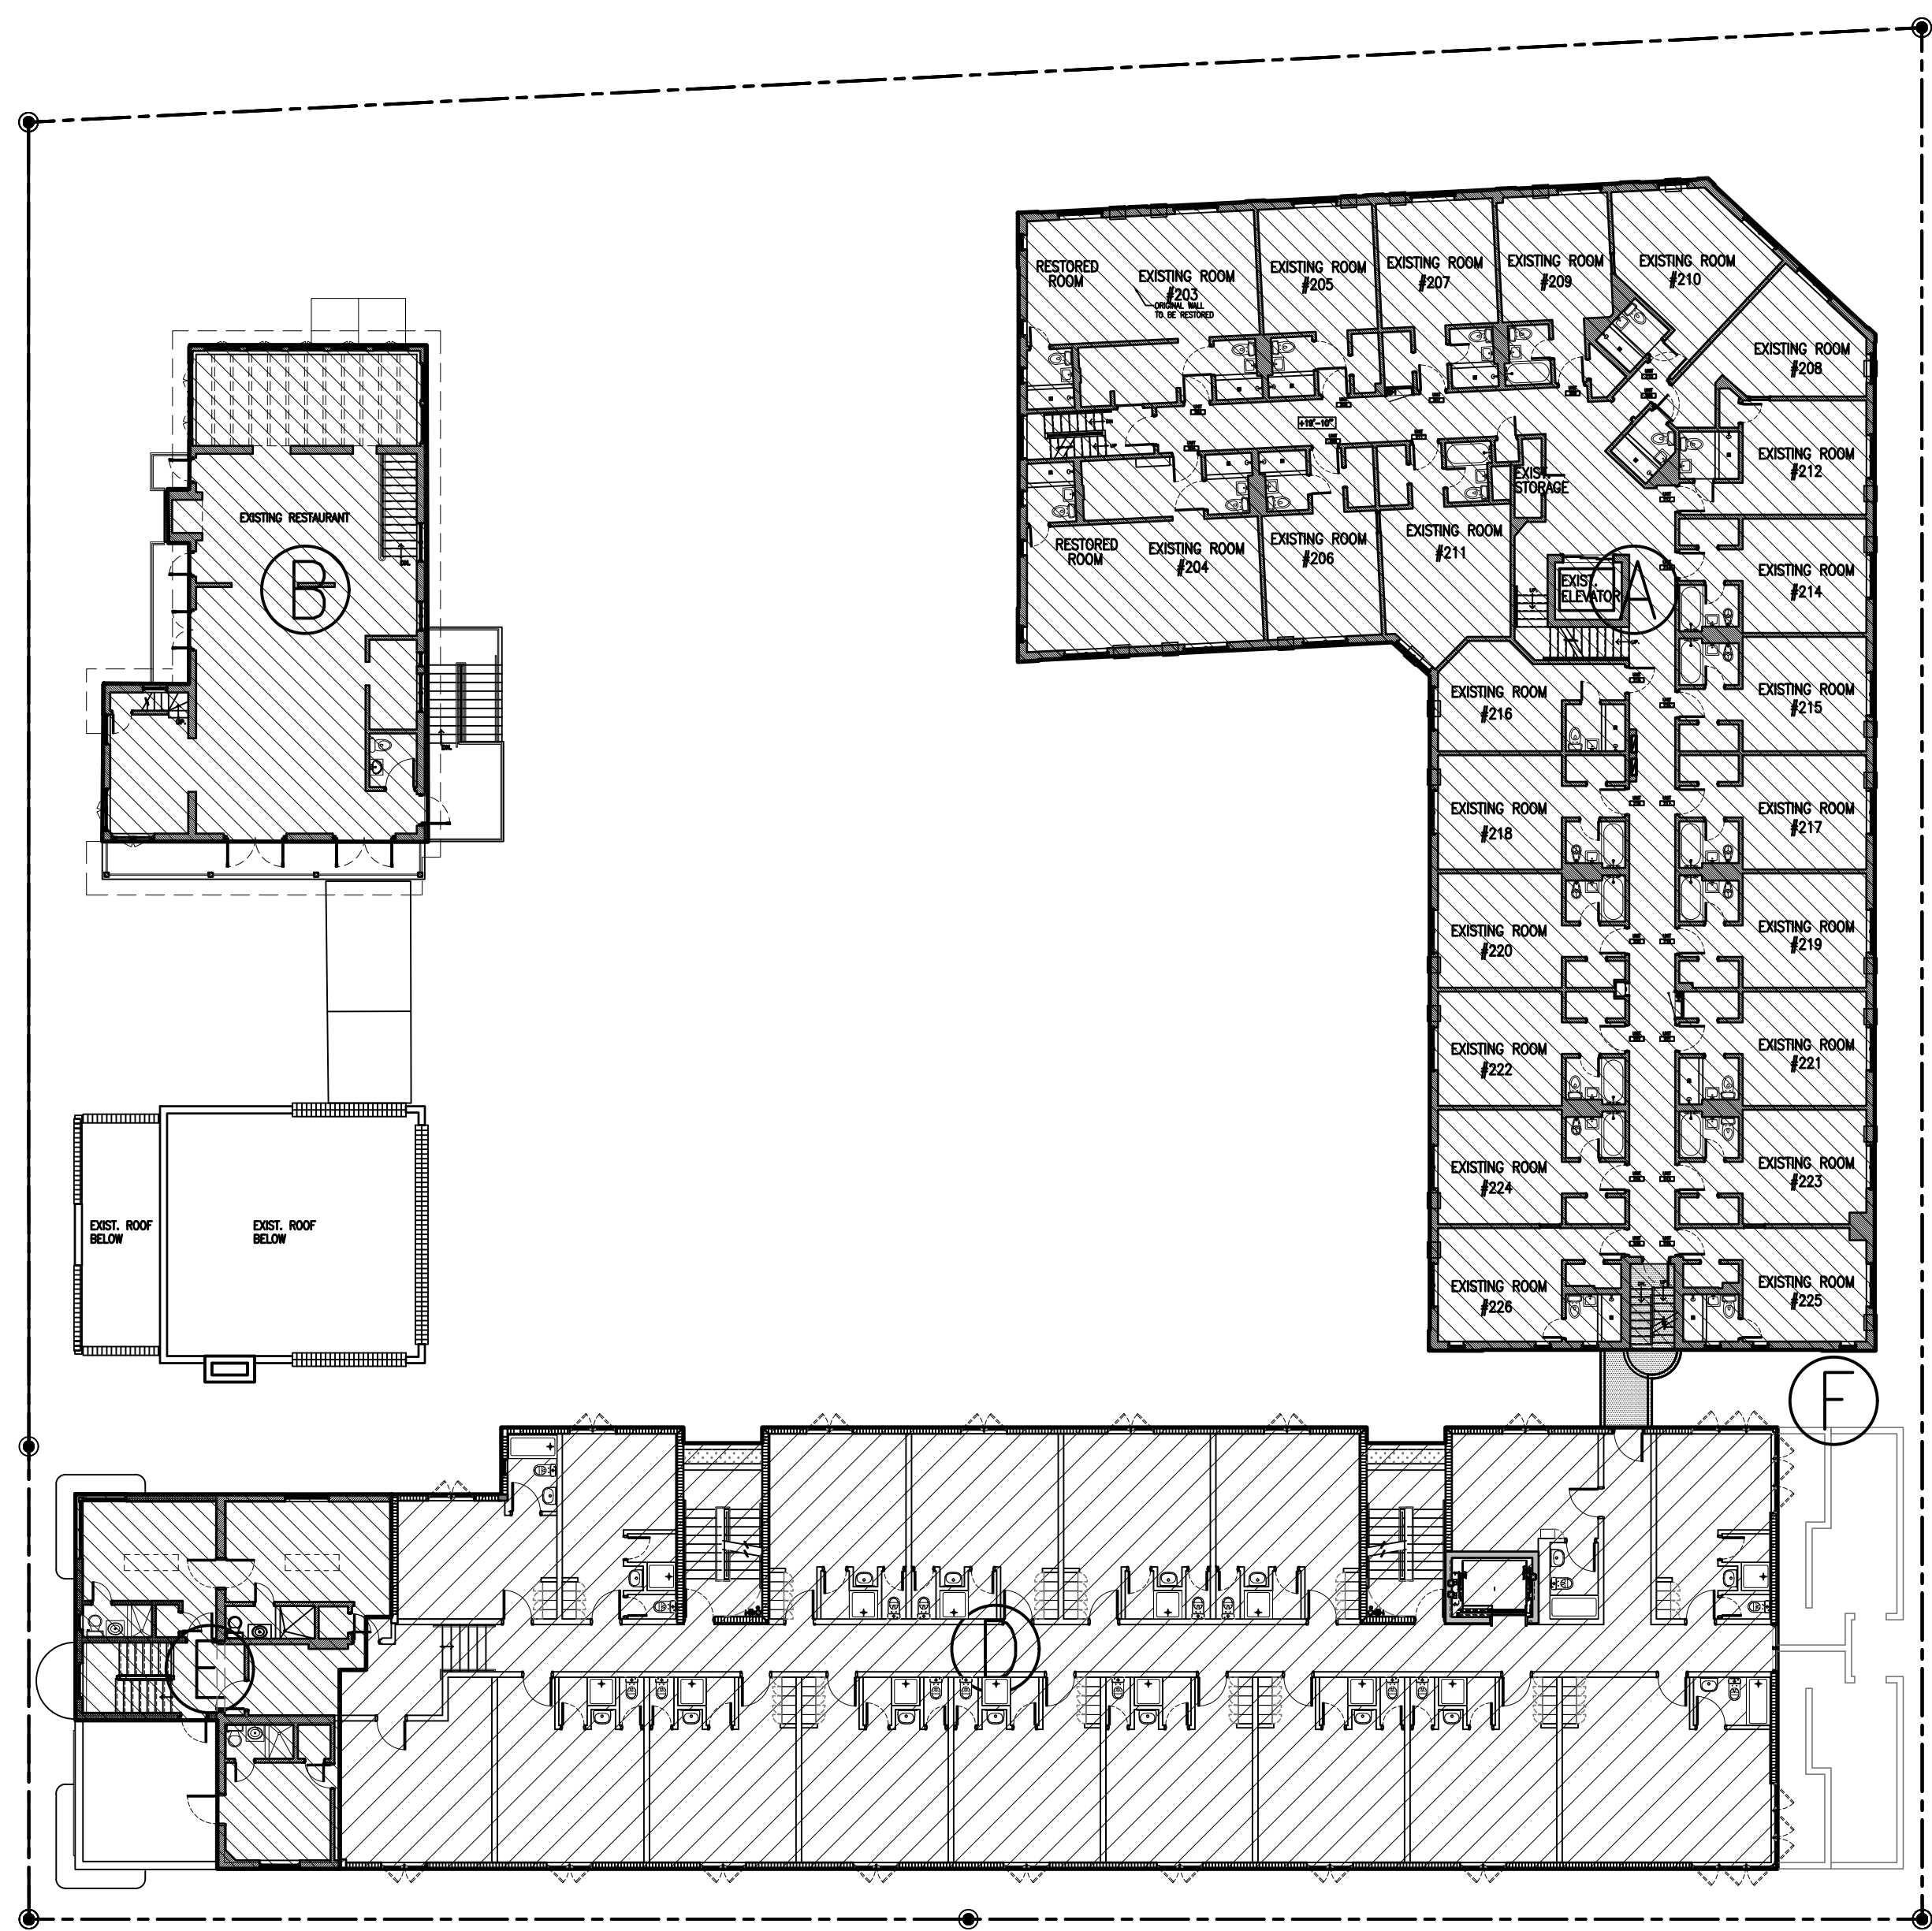 RESTORED
ROOM
EXISTING ROOM
#203
ORIGINAL WALL
TO BE RESTORED
EXISTING ROOM
#205
EXISTING ROOM
#207
EXISTING ROOM
#209
EXISTING ROOM
#210
EXISTING ROOM
#208
+19'-10"
EXISTING ROOM
#212
EXIST.
STORAGE
EXISTING RESTAURANT
B
RESTORED
ROOM
EXISTING ROOM
#204
EXISTING ROOM
#206
EXISTING ROOM
#211
EXIST.
ELEVATOR
A
EXISTING ROOM
#214
EXISTING ROOM
#216
EXISTING ROOM
#215
EXISTING ROOM
#218
EXISTING ROOM
#217
EXISTING ROOM
#220
EXISTING ROOM
#219
EXISTING ROOM
#222
EXISTING ROOM
#221
EXISTING ROOM
#224
EXISTING ROOM
#223
EXIST. ROOF
BELOW
EXIST. ROOF
BELOW
EXISTING ROOM
#226
EXISTING ROOM
#225
F
E
D